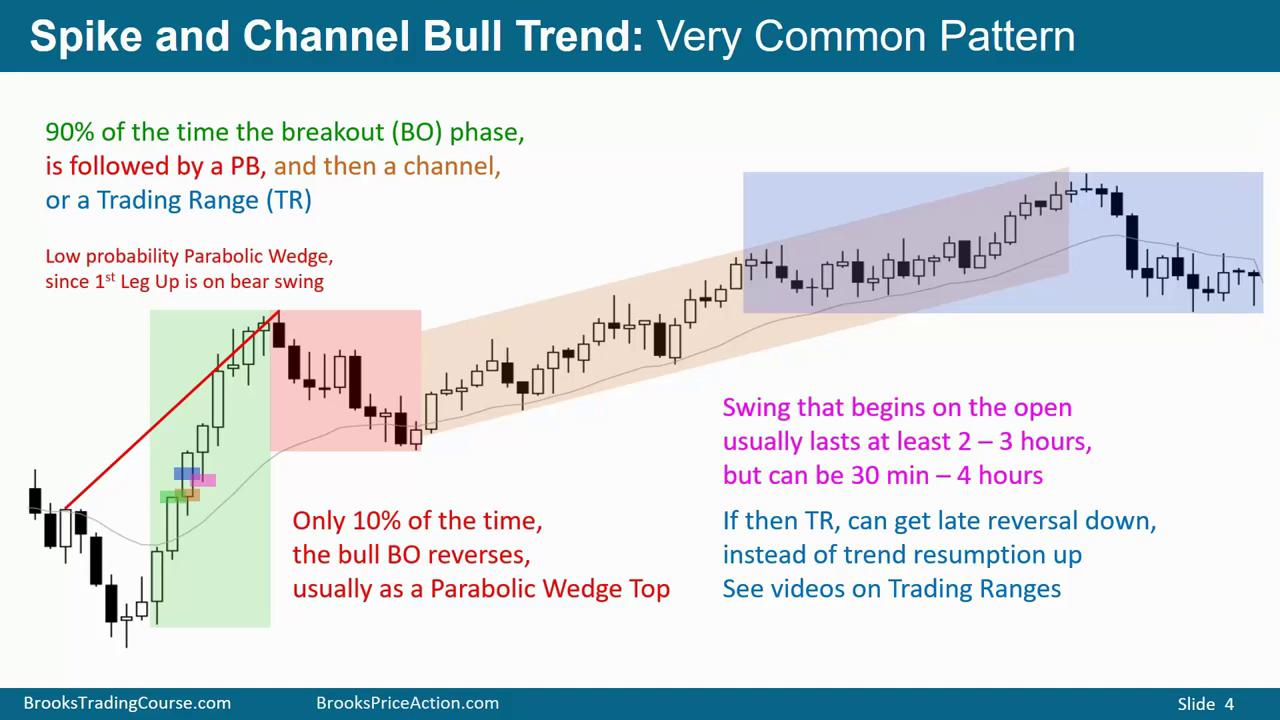 Spike and Channel Bull Trend: Very Common Pattern
90% of the time the breakout (BO) phase,
is followed by a PB, and then a channel,
or a Trading Range (TR)
Low probability Parabolic Wedge,
since 1st Leg Up is on bear swing
Only 10% of the time,
the bull BO reverses,
usually as a Parabolic Wedge Top
Swing that begins on the open
usually lasts at least 2 – 3 hours,
but can be 30 min – 4 hours
If then TR, can get late reversal down,
instead of trend resumption up
See videos on Trading Ranges
BrooksTradingCourse.com
BrooksPriceAction.com
Slide 4